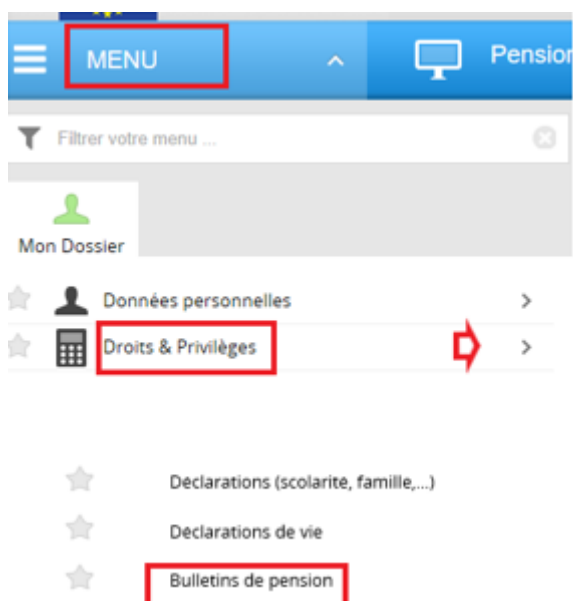 MENU
Pension
Filtrer votre menu ...
Mon Dossier
Données personnelles
Droits & Privilèges
Déclarations (scolarité, famille,...)
Déclarations de vie
Bulletins de pension